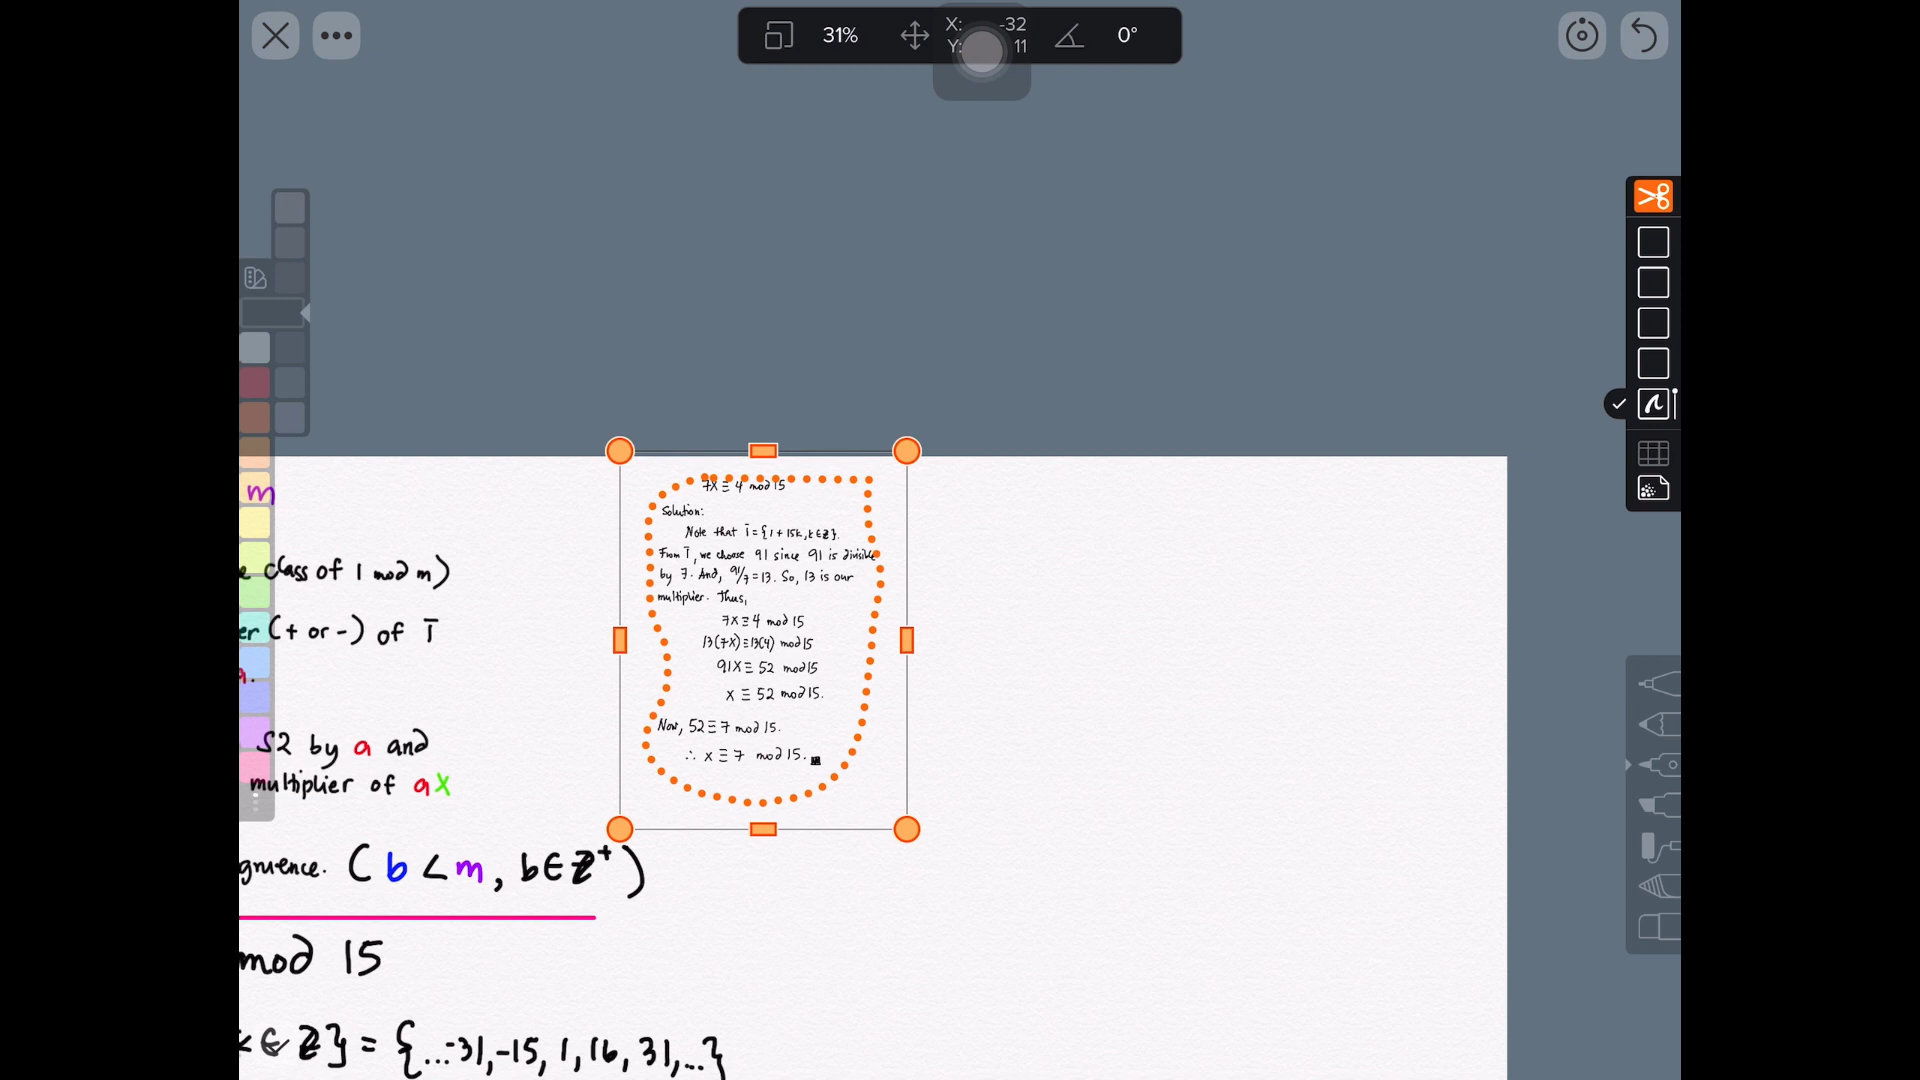 31% X: -32 0°
Y: 11
m
7x ≡ 4 mod 15
Solution:
Note that 1̄ = {1 + 15k, k ∈ Z}.
From 1̄, we choose 91 since 91 is divisible
by 7. And, 91/7 = 13. So, 13 is our
multiplier. Thus,
7x ≡ 4 mod 15
13(7x) ≡ 13(4) mod 15
91x ≡ 52 mod 15
x ≡ 52 mod 15.
Now, 52 ≡ 7 mod 15.
∴ x ≡ 7 mod 15.
class of 1 mod m)
er (+ or -) of 1̄
a.
S2 by a and
multiplier of ax
gruence. (b < m, b ∈ Z⁺)
mod 15
k ∈ Z} = {...-31, -15, 1, 16, 31, ...}